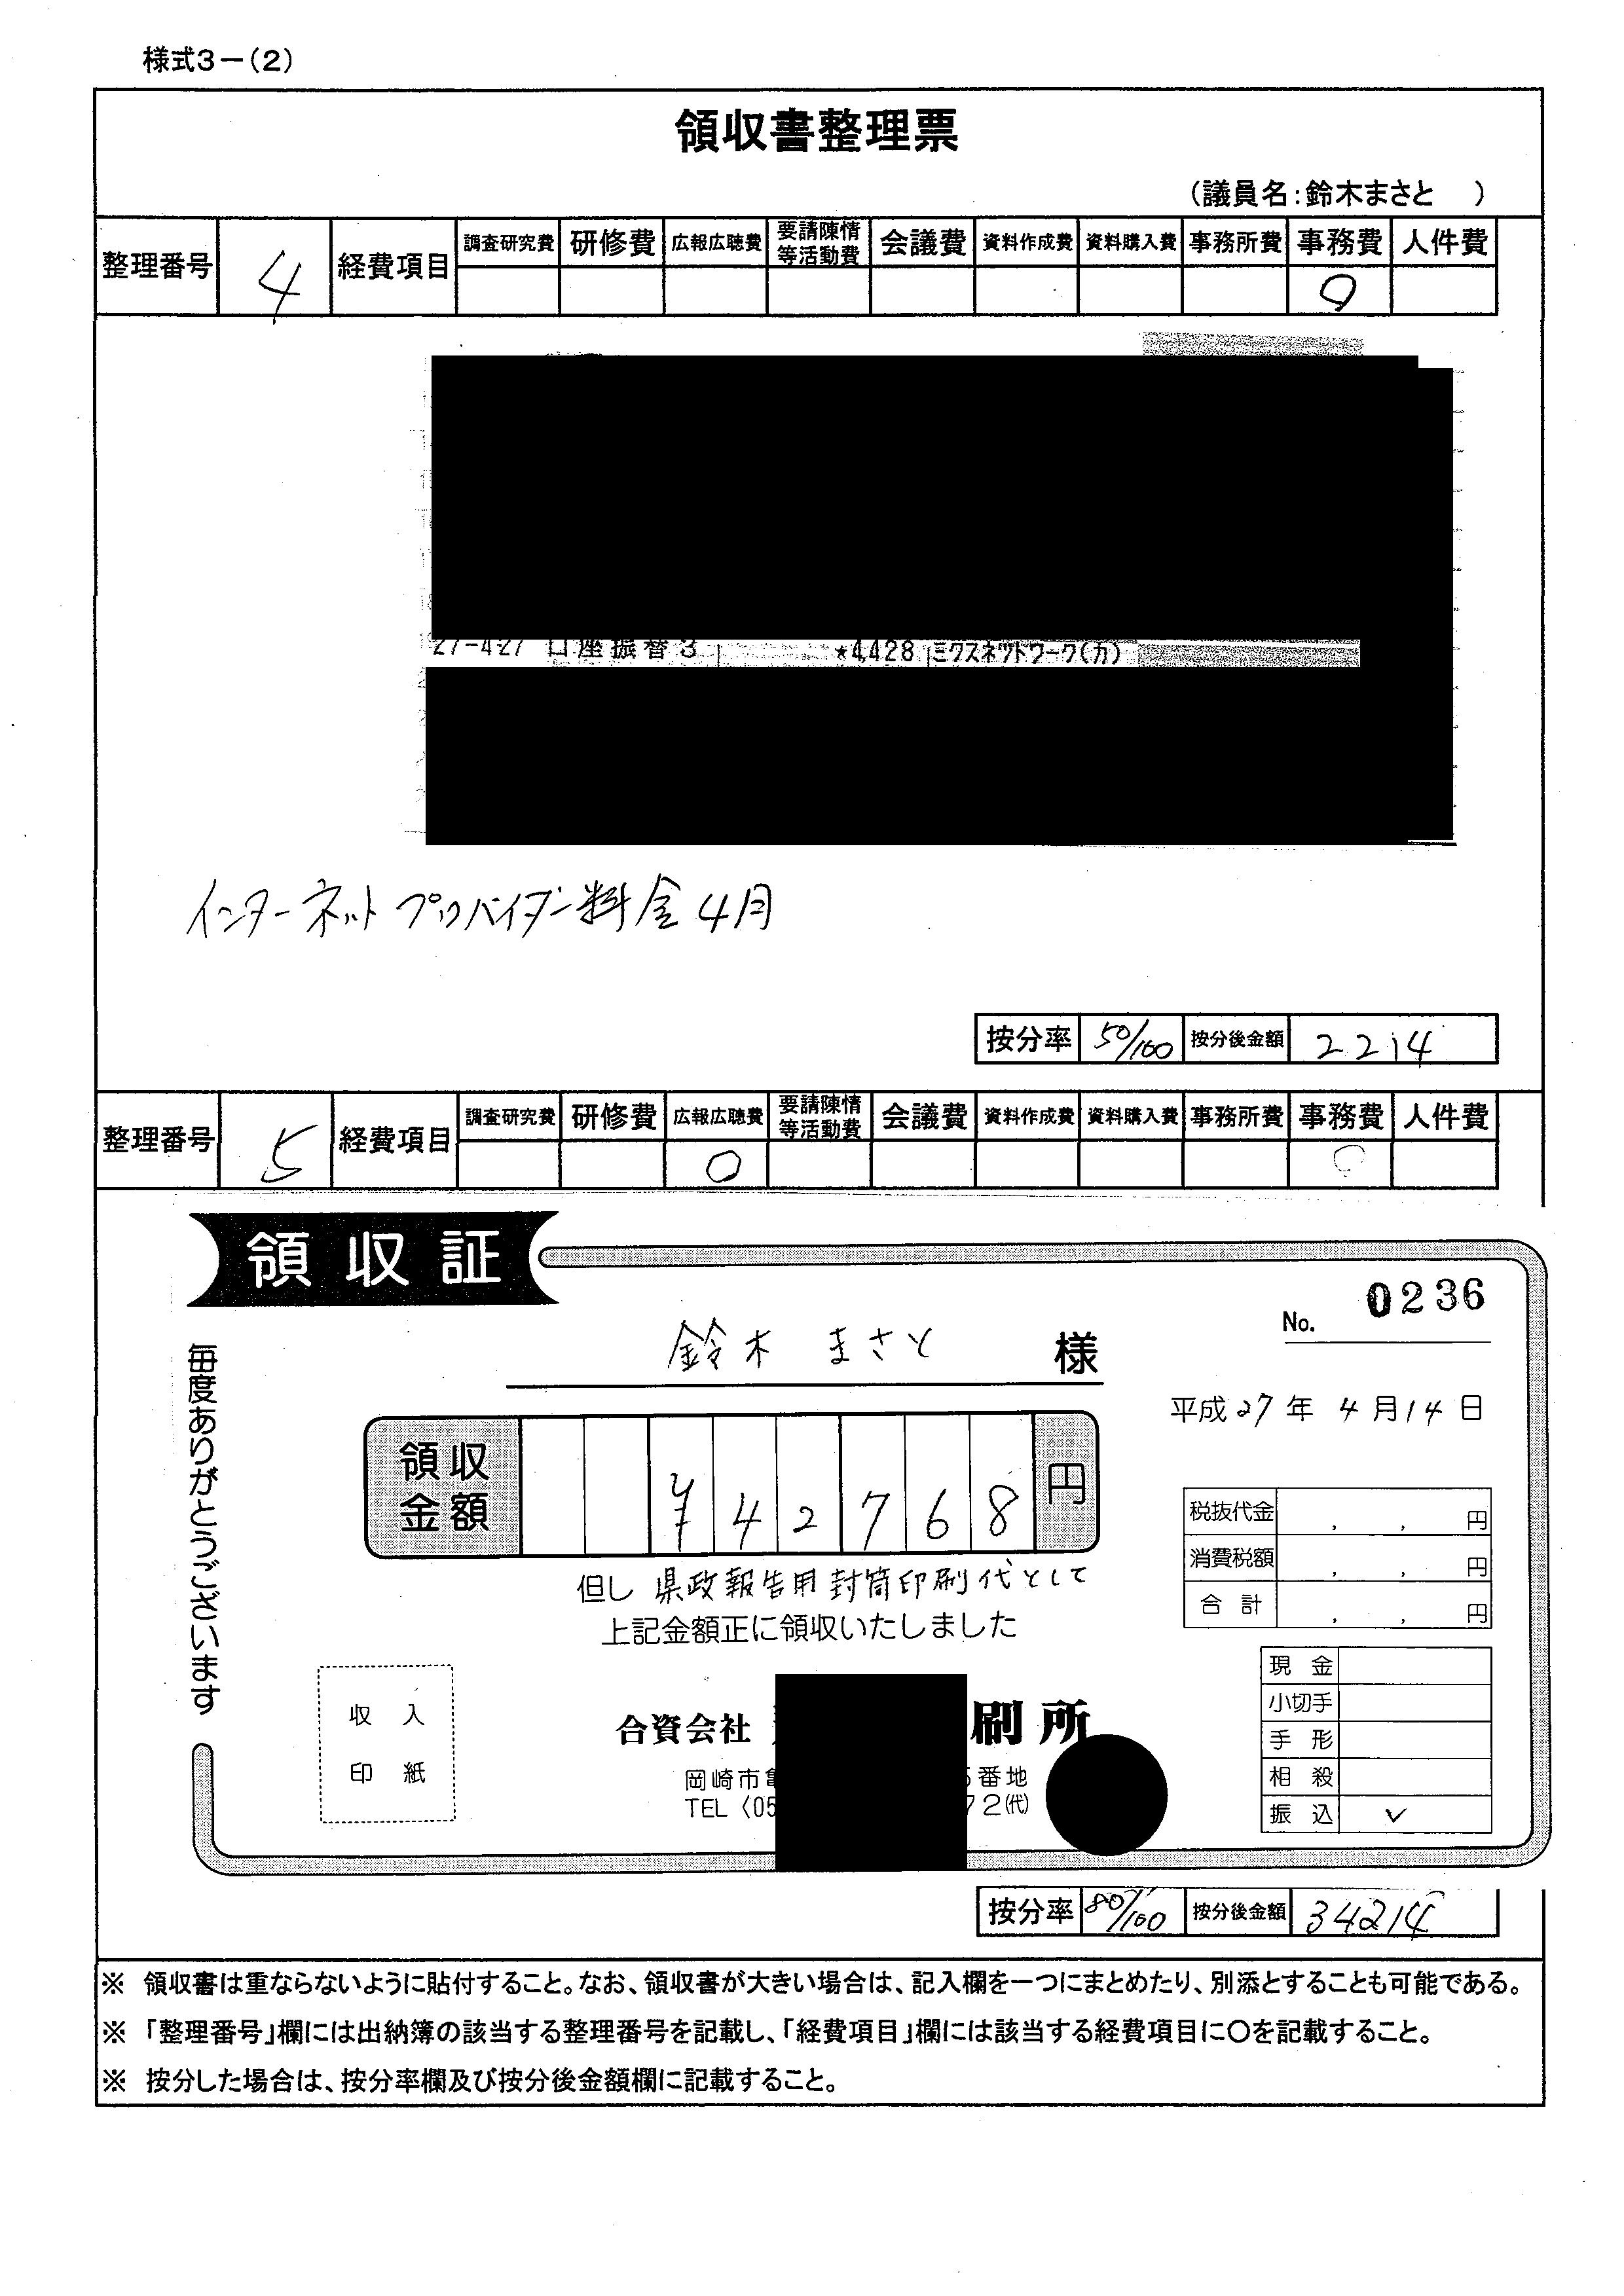 様式3－(2)
領収書整理票
(議員名:鈴木まさと　)
整理番号 4 経費項目 調査研究費 研修費 広報広聴費 要請陳情等活動費 会議費 資料作成費 資料購入費 事務所費 事務費 人件費
○
27-4-27 口座振替3 *4,428 ミクスネツトワーク(カ)
インターネットプロバイダー料金4月
按分率 50/100 按分後金額 2214
整理番号 5 経費項目 調査研究費 研修費 広報広聴費 要請陳情等活動費 会議費 資料作成費 資料購入費 事務所費 事務費 人件費
○ ○
領収証
No. 0236
鈴木 まさと 様
平成27年4月14日
毎度ありがとうございます
領収金額 ¥42768円
税抜代金 , , 円
消費税額 , , 円
合計 , , 円
但し 県政報告用封筒印刷代として
上記金額正に領収いたしました
収入
印紙
合資会社 刷所
岡崎市 番地
TEL〈05 72(代)
現金
小切手
手形
相殺
振込 ✓
按分率 80/100 按分後金額 34214
※ 領収書は重ならないように貼付すること。なお、領収書が大きい場合は、記入欄を一つにまとめたり、別添とすることも可能である。
※ 「整理番号」欄には出納簿の該当する整理番号を記載し、「経費項目」欄には該当する経費項目に○を記載すること。
※ 按分した場合は、按分率欄及び按分後金額欄に記載すること。